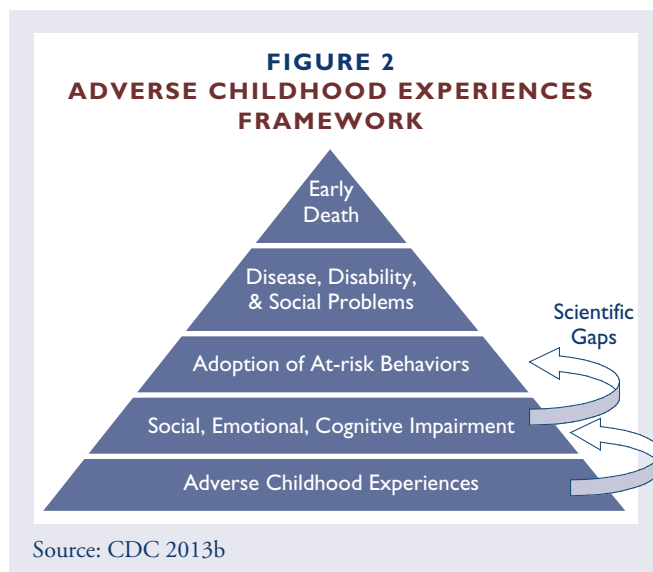 FIGURE 2
ADVERSE CHILDHOOD EXPERIENCES
FRAMEWORK
Early
Death
Disease, Disability,
& Social Problems
Scientific
Gaps
Adoption of At-risk Behaviors
Social, Emotional, Cognitive Impairment
Adverse Childhood Experiences
Source: CDC 2013b